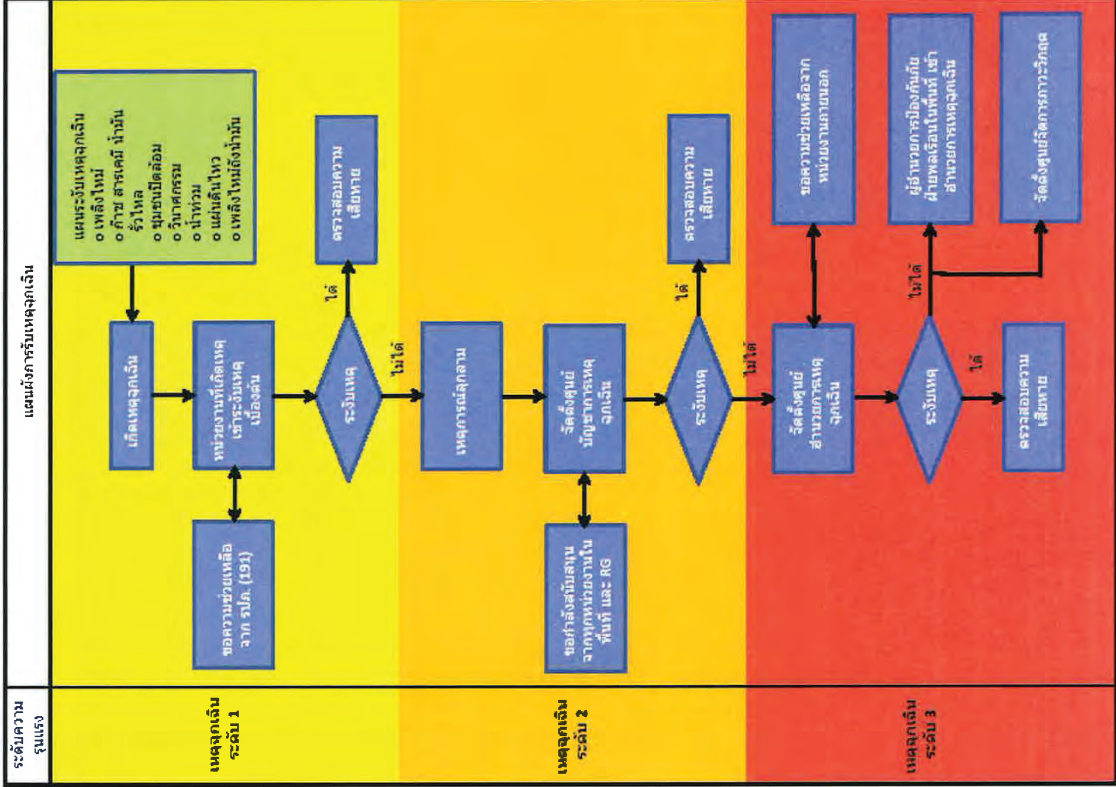 แผนผังการรับเหตุฉุกเฉิน
ระดับความ
รุนแรง
เหตุฉุกเฉิน
ระดับ 1
แผนระงับเหตุฉุกเฉิน
o เพลิงไหม้
o ก๊าซ สารเคมี น้ำมัน
รั่วไหล
o ชุมชนปิดล้อม
o วินาศกรรม
o น้ำท่วม
o แผ่นดินไหว
o เพลิงไหม้ถังน้ำมัน
เกิดเหตุฉุกเฉิน
ขอความช่วยเหลือ
จาก รปภ. (191)
หน่วยงานที่เกิดเหตุ
เข้าระงับเหตุ
เบื้องต้น
ระงับเหตุ
ได้
ตรวจสอบความ
เสียหาย
ไม่ได้
เหตุฉุกเฉิน
ระดับ 2
เหตุการณ์ลุกลาม
ขอกำลังสนับสนุน
จากทุกหน่วยงานใน
พื้นที่ และ RG
จัดตั้งศูนย์
บัญชาการเหตุ
ฉุกเฉิน
ระงับเหตุ
ได้
ตรวจสอบความ
เสียหาย
ไม่ได้
เหตุฉุกเฉิน
ระดับ 3
จัดตั้งศูนย์
อำนวยการเหตุ
ฉุกเฉิน
ขอความช่วยเหลือจาก
หน่วยงานภายนอก
ระงับเหตุ
ไม่ได้
ผู้อำนวยการป้องกันภัย
ฝ่ายพลเรือนในพื้นที่ เข้า
อำนวยการเหตุฉุกเฉิน
จัดตั้งศูนย์จัดการภาวะวิกฤต
ได้
ตรวจสอบความ
เสียหาย